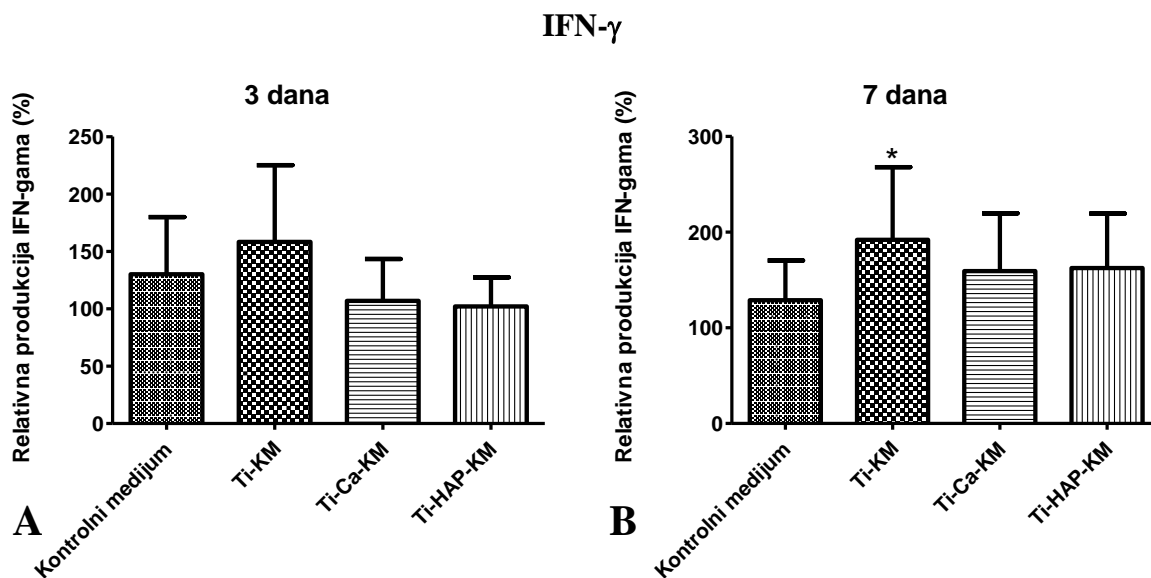 IFN-γ
3 dana
Relativna produkcija IFN-gama (%)
250
200
150
100
50
0
Kontrolni medijum
Ti-KM
Ti-Ca-KM
Ti-HAP-KM
A
7 dana
Relativna produkcija IFN-gama (%)
300
200
100
0
*
Kontrolni medijum
Ti-KM
Ti-Ca-KM
Ti-HAP-KM
B